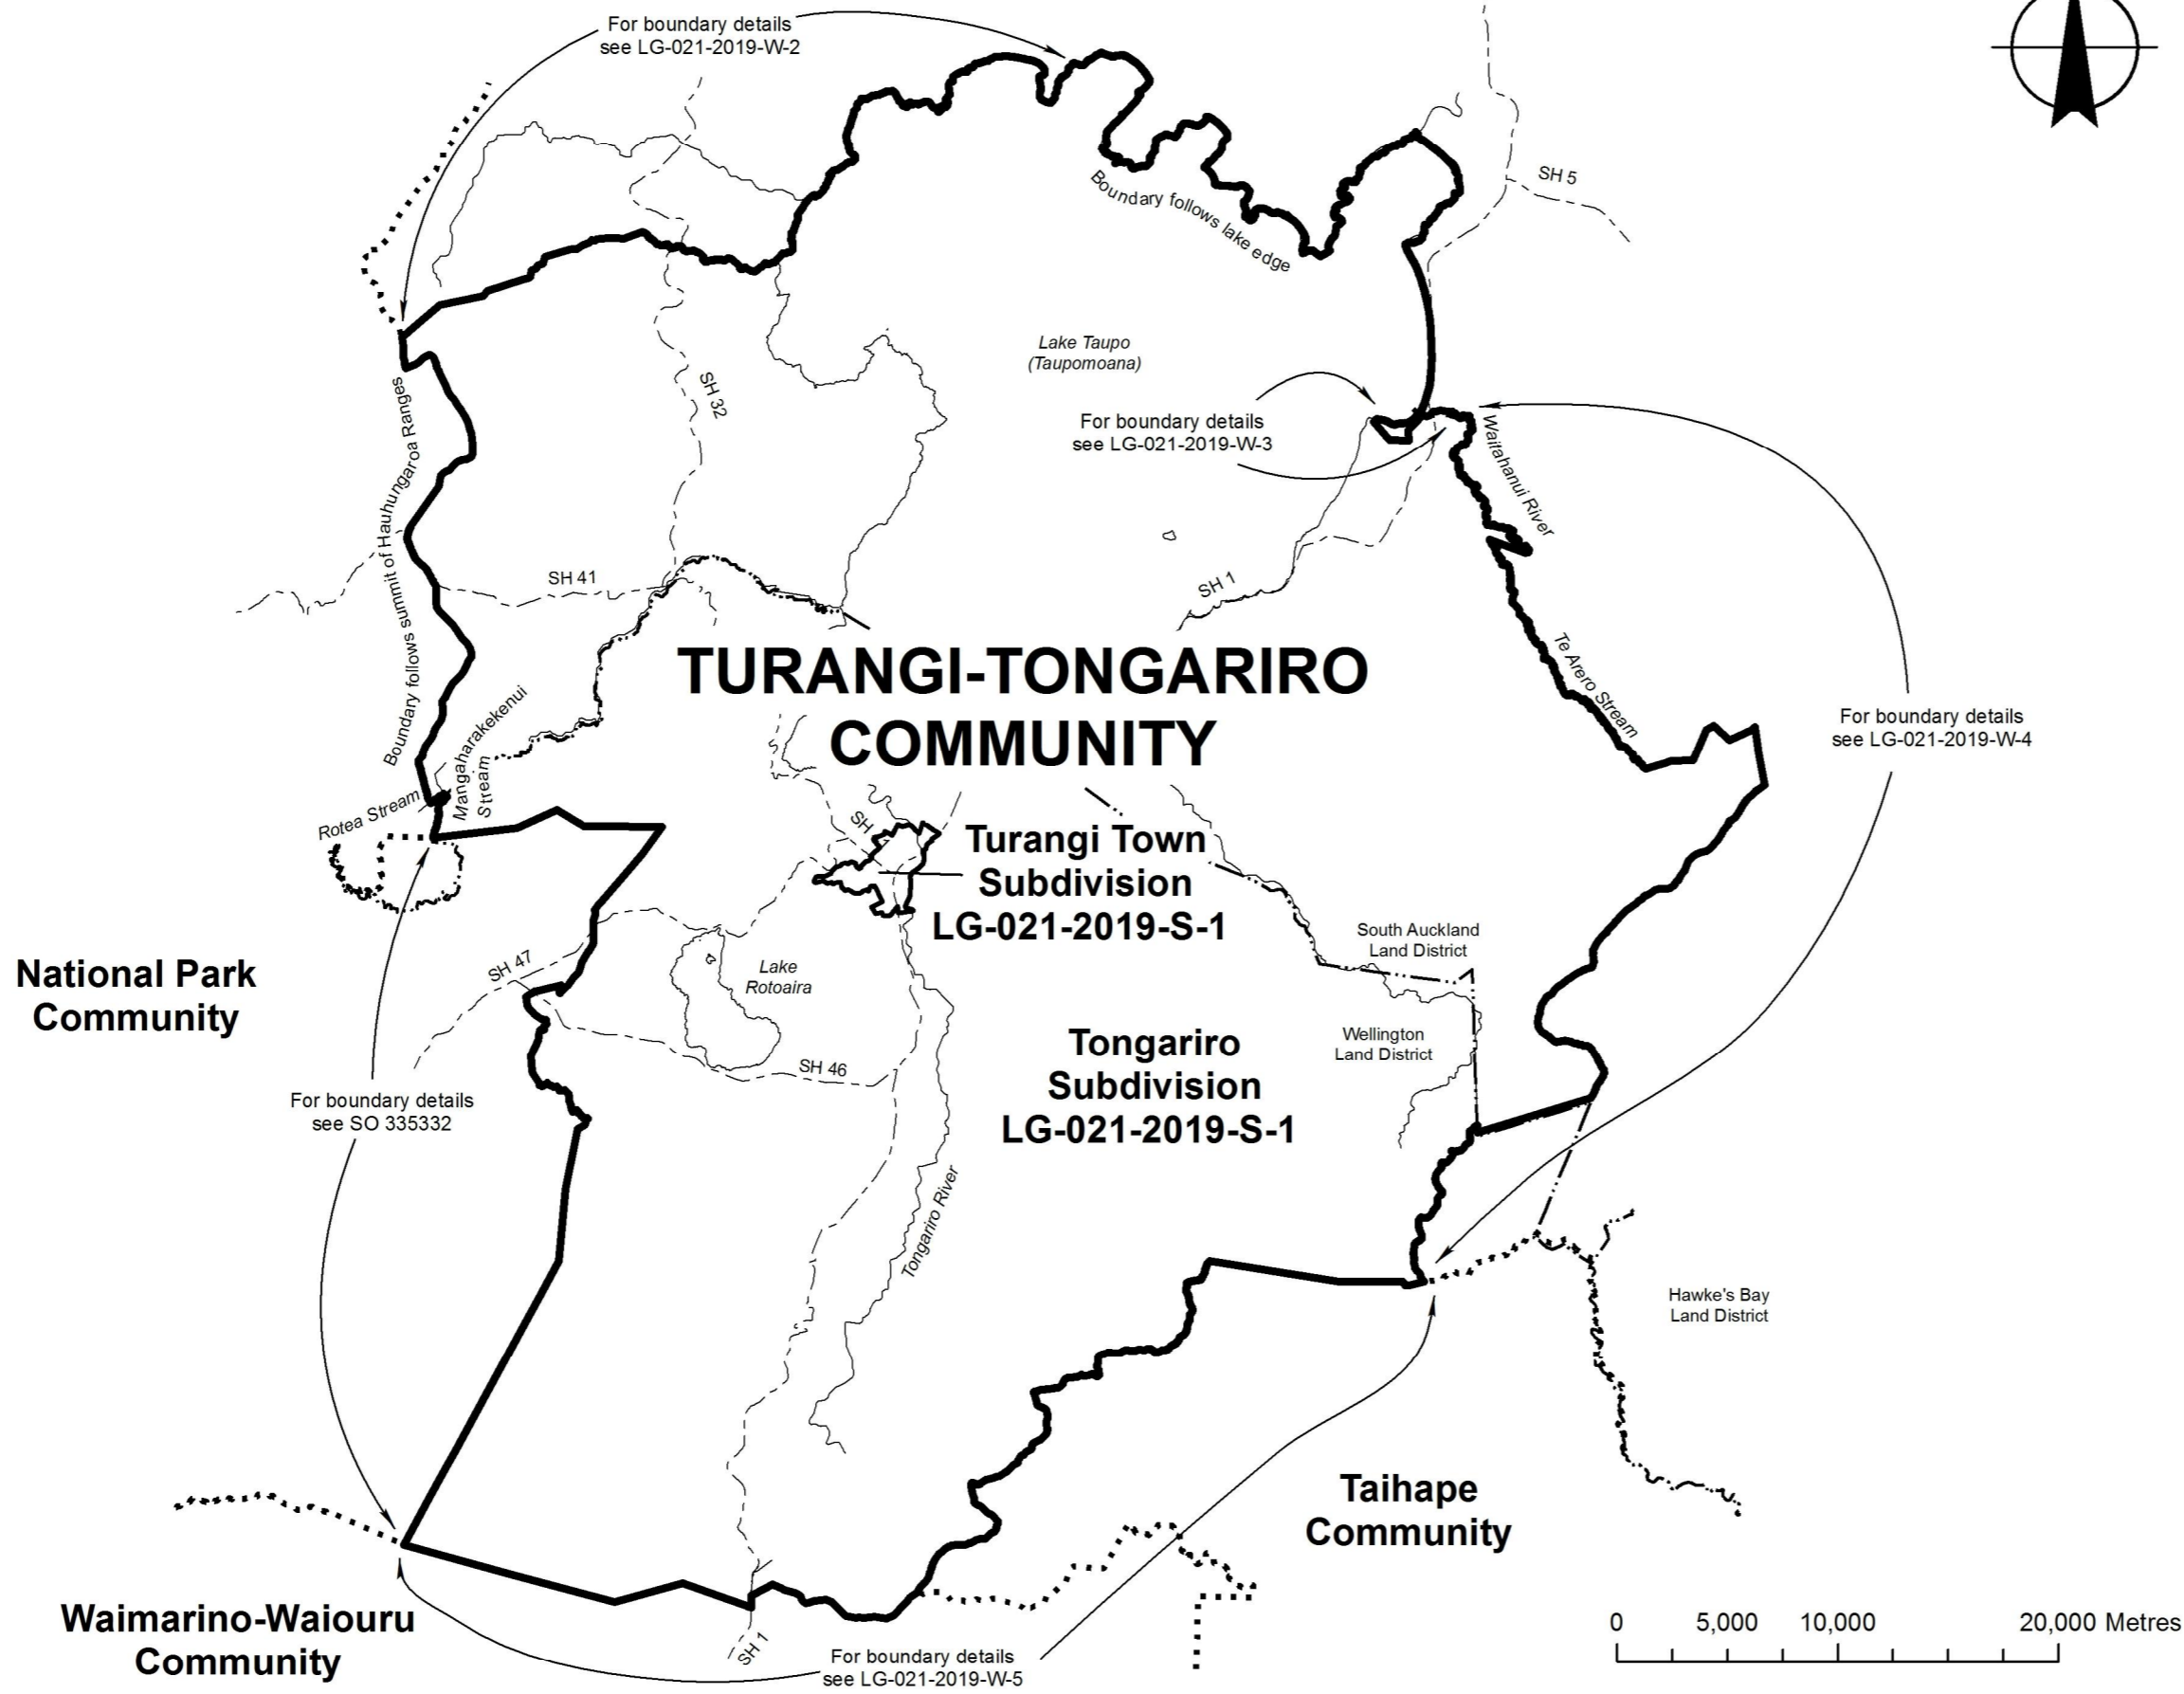 For boundary details
see LG-021-2019-W-2
SH 5
Boundary follows lake edge
Lake Taupo
(Taupomoana)
SH 32
For boundary details
see LG-021-2019-W-3
Waitahanui River
Boundary follows summit of Hauhungaroa Ranges
SH 41
SH 1
TURANGI-TONGARIRO
COMMUNITY
Te Arero Stream
For boundary details
see LG-021-2019-W-4
Mangaharakekenui
Stream
Rotea Stream
SH
Turangi Town
Subdivision
LG-021-2019-S-1
South Auckland
Land District
National Park
Community
SH 47
Lake
Rotoaira
Wellington
Land District
Tongariro
Subdivision
LG-021-2019-S-1
SH 46
For boundary details
see SO 335332
Tongariro River
Hawke's Bay
Land District
Taihape
Community
Waimarino-Waiouru
Community
SH 1
For boundary details
see LG-021-2019-W-5
0 5,000 10,000 20,000 Metres